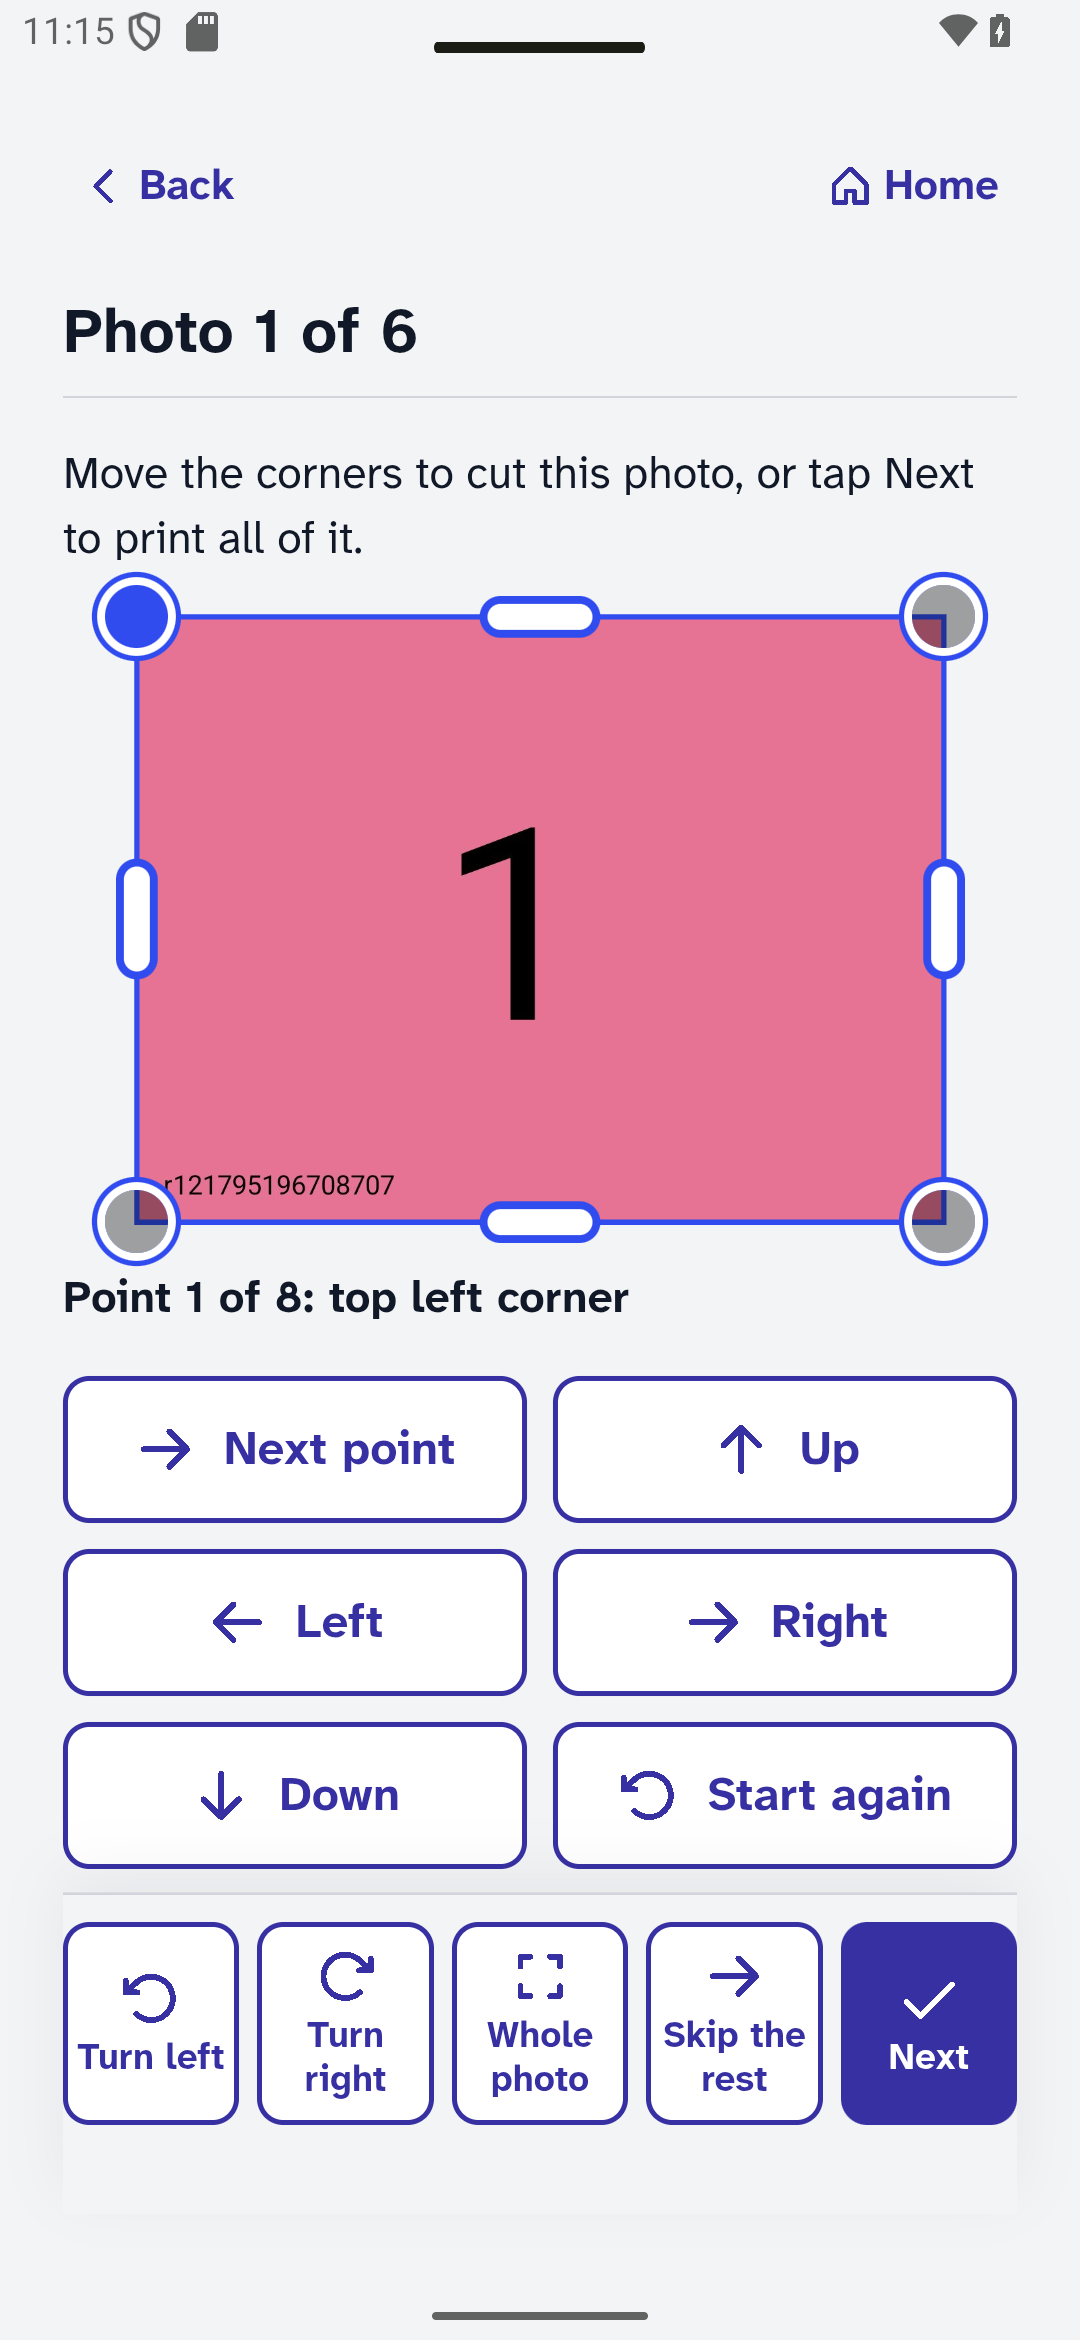 11:15
Back
Home
Photo 1 of 6
Move the corners to cut this photo, or tap Next
to print all of it.
1
r121795196708707
Point 1 of 8: top left corner
Next point
Up
Left
Right
Down
Start again
Turn left
Turn
right
Whole
photo
Skip the
rest
Next